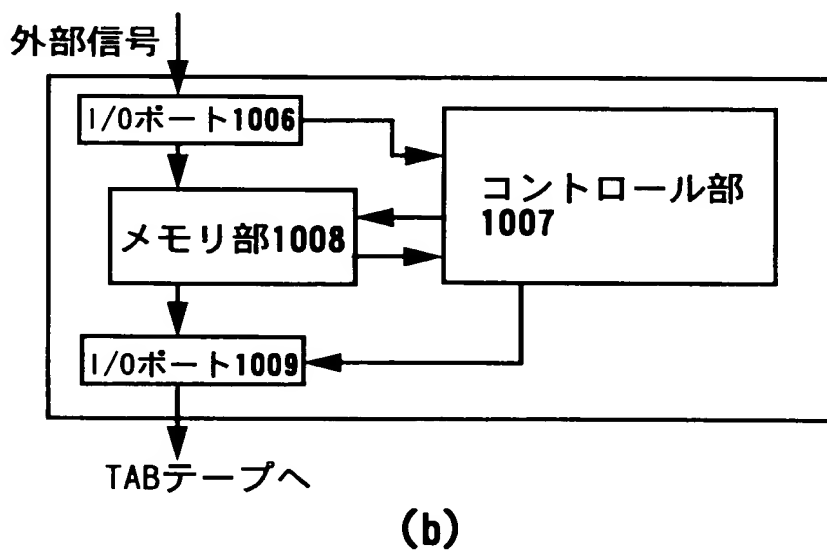 外部信号
I/Oポート1006
コントロール部
1007
メモリ部1008
I/Oポート1009
TABテープへ
(b)